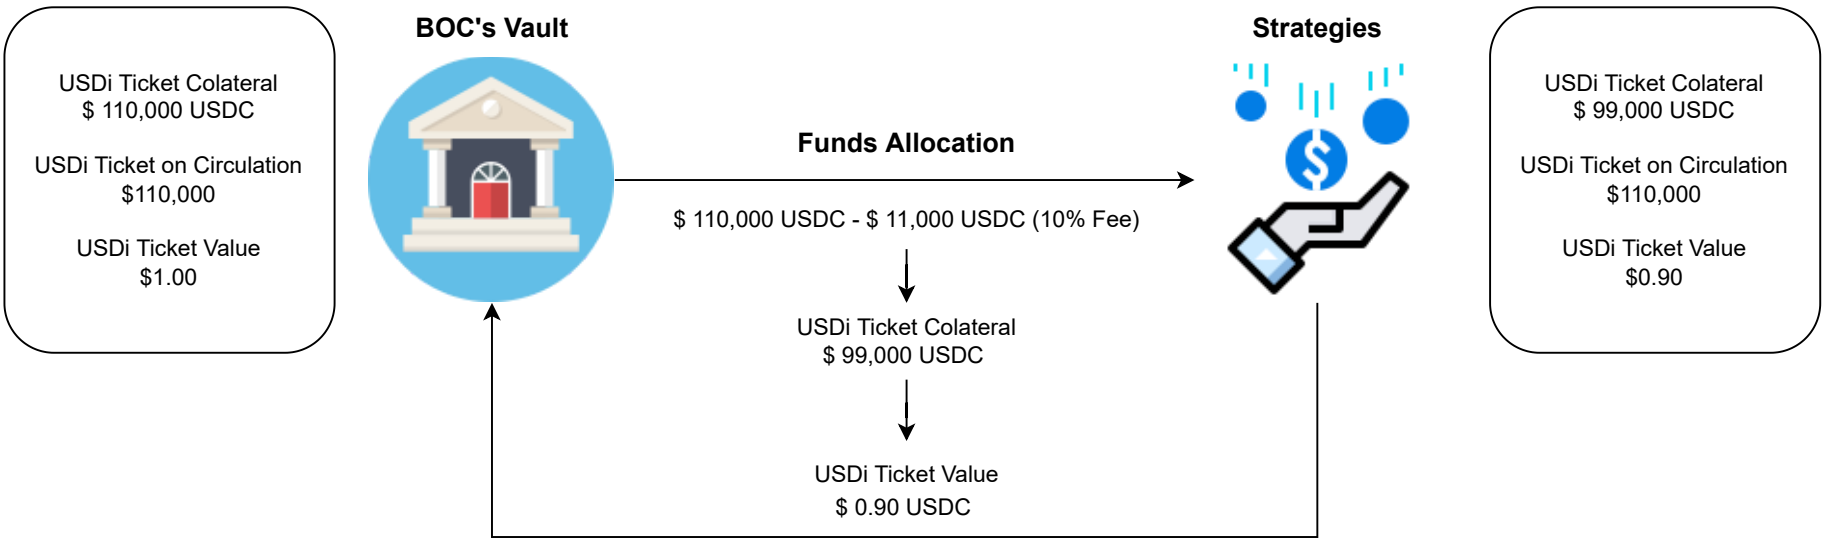 USDi Ticket Colateral
$ 110,000 USDC
USDi Ticket on Circulation
$110,000
USDi Ticket Value
$1.00
BOC's Vault
Funds Allocation
$ 110,000 USDC - $ 11,000 USDC (10% Fee)
USDi Ticket Colateral
$ 99,000 USDC
USDi Ticket Value
$ 0.90 USDC
Strategies
$
USDi Ticket Colateral
$ 99,000 USDC
USDi Ticket on Circulation
$110,000
USDi Ticket Value
$0.90